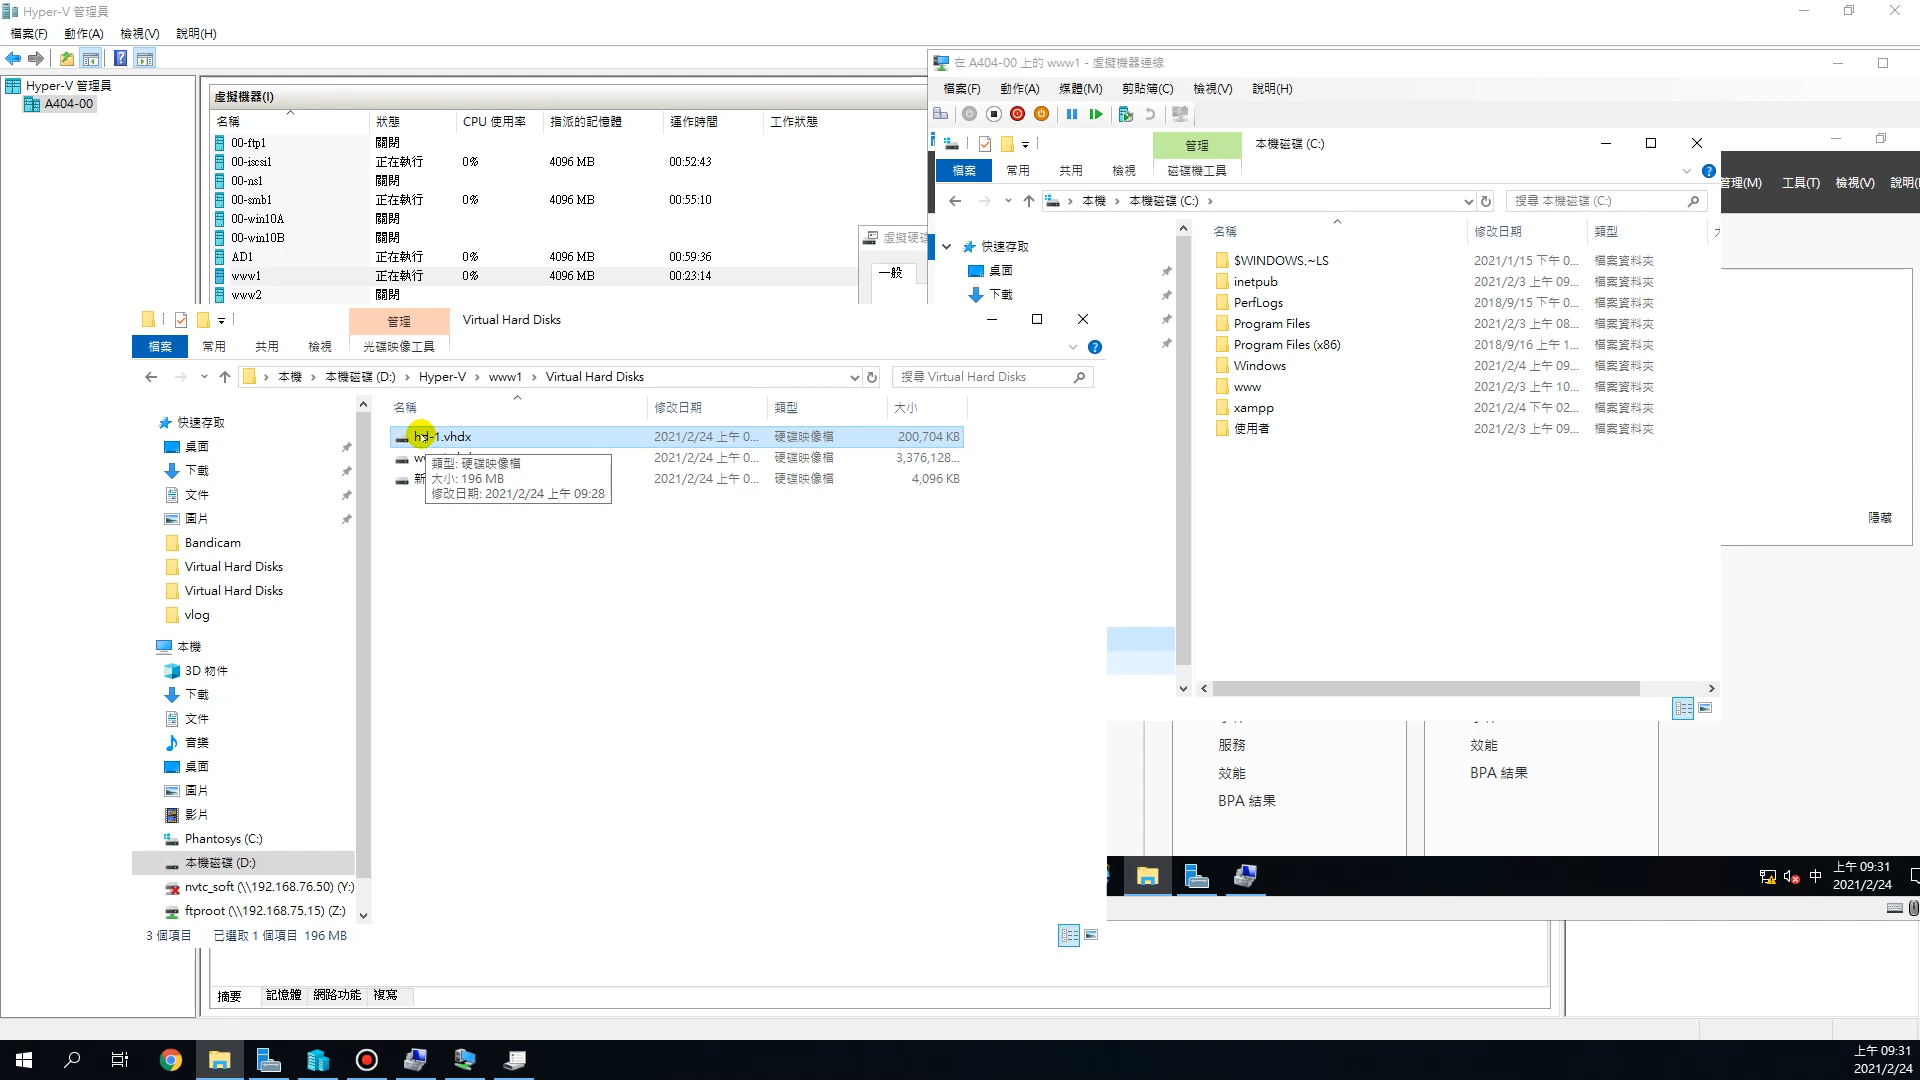 Hyper-V 管理員
檔案(F) 動作(A) 檢視(V) 說明(H)
Hyper-V 管理員
A404-00
虛擬機器(I)
名稱 狀態 CPU 使用率 指派的記憶體 運作時間 工作狀態
00-ftp1 關閉
00-iscsi1 正在執行 0% 4096 MB 00:52:43
00-ns1 關閉
00-smb1 正在執行 0% 4096 MB 00:55:10
00-win10A 關閉
00-win10B 關閉
AD1 正在執行 0% 4096 MB 00:59:36
www1 正在執行 0% 4096 MB 00:23:14
www2 關閉
虛擬硬碟
一般
在 A404-00 上的 www1 - 虛擬機器連線
檔案(F) 動作(A) 媒體(M) 剪貼簿(C) 檢視(V) 說明(H)
管理 本機磁碟 (C:)
檔案 常用 共用 檢視 磁碟機工具
本機 本機磁碟 (C:)
搜尋 本機磁碟 (C:)
管理(M) 工具(T) 檢視(V) 說明(
快速存取
桌面
下載
名稱 修改日期 類型
$WINDOWS.~LS 2021/1/15 下午 0... 檔案資料夾
inetpub 2021/2/3 上午 09... 檔案資料夾
PerfLogs 2018/9/15 下午 0... 檔案資料夾
Program Files 2021/2/3 上午 08... 檔案資料夾
Program Files (x86) 2018/9/16 上午 1... 檔案資料夾
Windows 2021/2/4 上午 09... 檔案資料夾
www 2021/2/3 上午 10... 檔案資料夾
xampp 2021/2/4 下午 02... 檔案資料夾
使用者 2021/2/3 上午 09... 檔案資料夾
隱藏
服務
效能
BPA 結果
效能
BPA 結果
中 上午 09:31
2021/2/24
管理 Virtual Hard Disks
檔案 常用 共用 檢視 光碟映像工具
本機 本機磁碟 (D:) Hyper-V www1 Virtual Hard Disks
搜尋 Virtual Hard Disks
名稱 修改日期 類型 大小
hd-1.vhdx 2021/2/24 上午 0... 硬碟映像檔 200,704 KB
2021/2/24 上午 0... 硬碟映像檔 3,376,128...
新 2021/2/24 上午 0... 硬碟映像檔 4,096 KB
類型: 硬碟映像檔
大小: 196 MB
修改日期: 2021/2/24 上午 09:28
快速存取
桌面
下載
文件
圖片
Bandicam
Virtual Hard Disks
Virtual Hard Disks
vlog
本機
3D 物件
下載
文件
音樂
桌面
圖片
影片
Phantosys (C:)
本機磁碟 (D:)
nvtc_soft (\\192.168.76.50) (Y:)
ftproot (\\192.168.75.15) (Z:)
3 個項目 已選取 1 個項目 196 MB
摘要 記憶體 網路功能 複寫
上午 09:31
2021/2/24